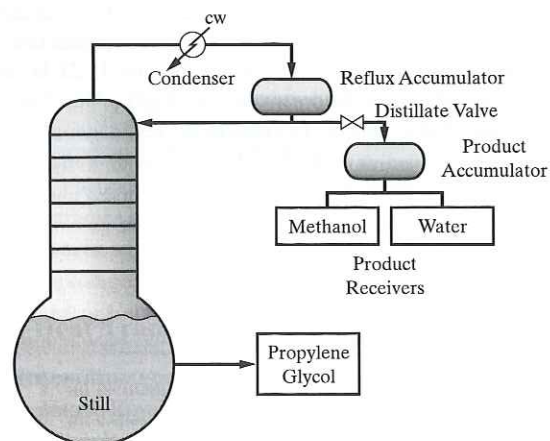 cw
Condenser
Reflux Accumulator
Distillate Valve
Product
Accumulator
Methanol
Water
Product
Receivers
Propylene
Glycol
Still